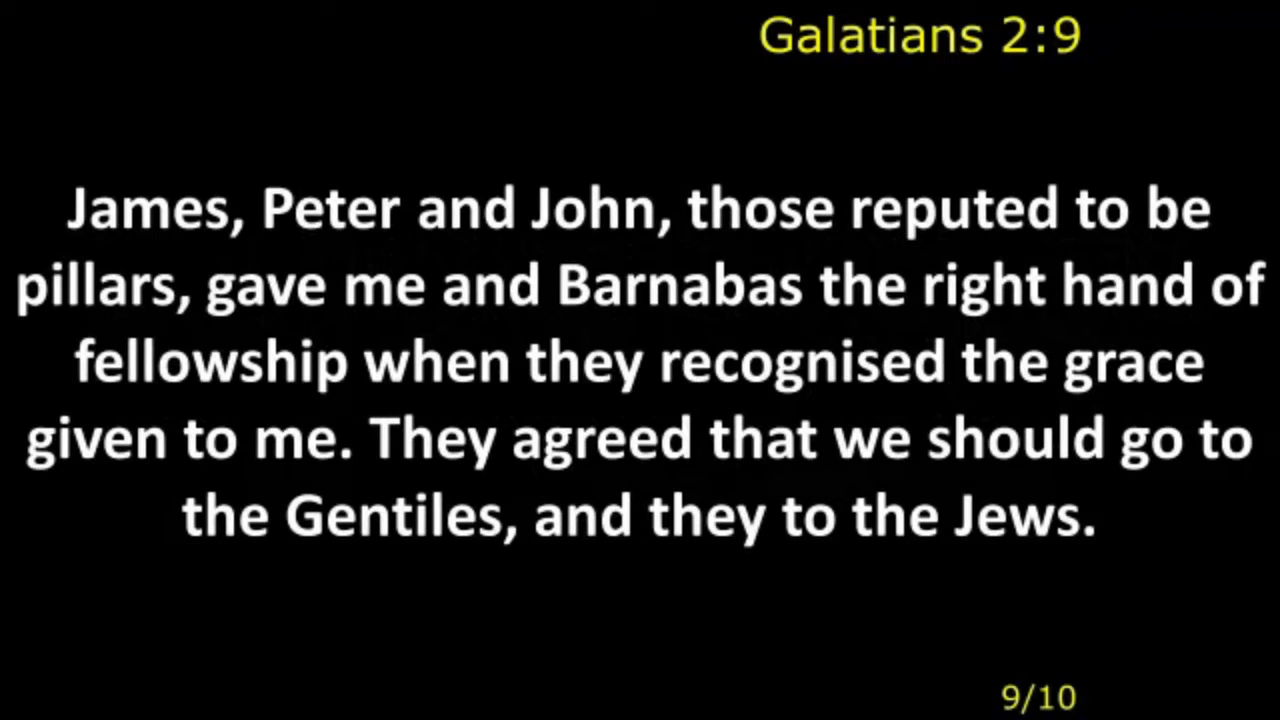 Galatians 2:9
James, Peter and John, those reputed to be
pillars, gave me and Barnabas the right hand of
fellowship when they recognised the grace
given to me. They agreed that we should go to
the Gentiles, and they to the Jews.
9/10